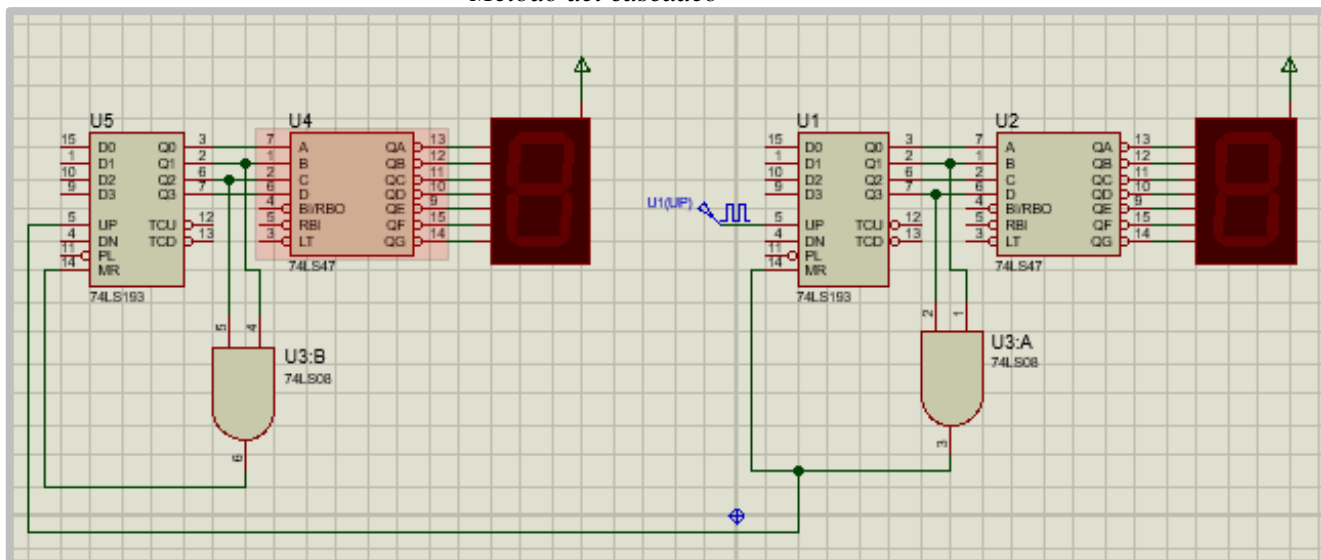 Método del cascadeo
U5
15 D0 Q0 3
1 D1 Q1 2
10 D2 Q2 6
9 D3 Q3 7
5 UP TCU 12
4 DN TCD 13
11 PL
14 MR
74LS193
U4
7 A QA 13
1 B QB 12
2 C QC 11
6 D QD 10
4 BI/RBO QE 9
5 RBI QF 15
3 LT QG 14
74LS47
5
4
U3:B
74LS08
6
U1(UP)
U1
15 D0 Q0 3
1 D1 Q1 2
10 D2 Q2 6
9 D3 Q3 7
5 UP TCU 12
4 DN TCD 13
11 PL
14 MR
74LS193
U2
7 A QA 13
1 B QB 12
2 C QC 11
6 D QD 10
4 BI/RBO QE 9
5 RBI QF 15
3 LT QG 14
74LS47
2
1
U3:A
74LS08
3